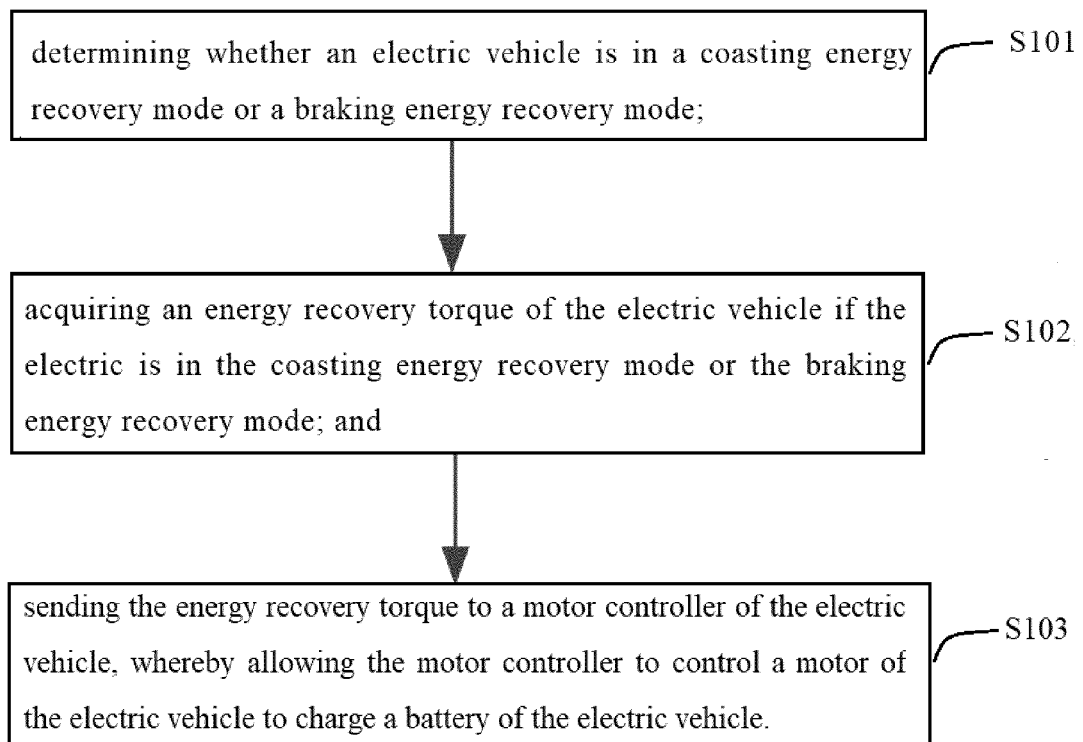 determining whether an electric vehicle is in a coasting energy
recovery mode or a braking energy recovery mode;
S101
acquiring an energy recovery torque of the electric vehicle if the
electric is in the coasting energy recovery mode or the braking
energy recovery mode; and
S102
sending the energy recovery torque to a motor controller of the electric
vehicle, whereby allowing the motor controller to control a motor of
the electric vehicle to charge a battery of the electric vehicle.
S103